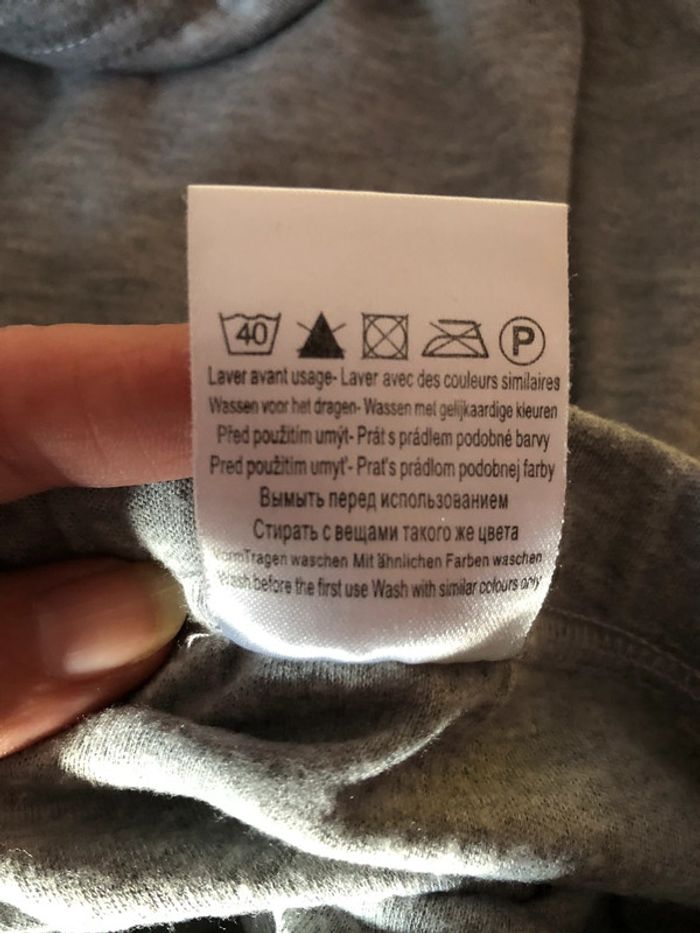 40 P
Laver avant usage- Laver avec des couleurs similaires
Wassen voor het dragen- Wassen met gelijkaardige kleuren
Před použitím umýt- Prát s prádlem podobné barvy
Pred použitím umyť- Prat's prádlom podobnej farby
Вымыть перед использованием
Стирать с вещами такого же цвета
Tragen waschen Mit ähnlichen Farben waschen
Wash before the first use Wash with similar colours only